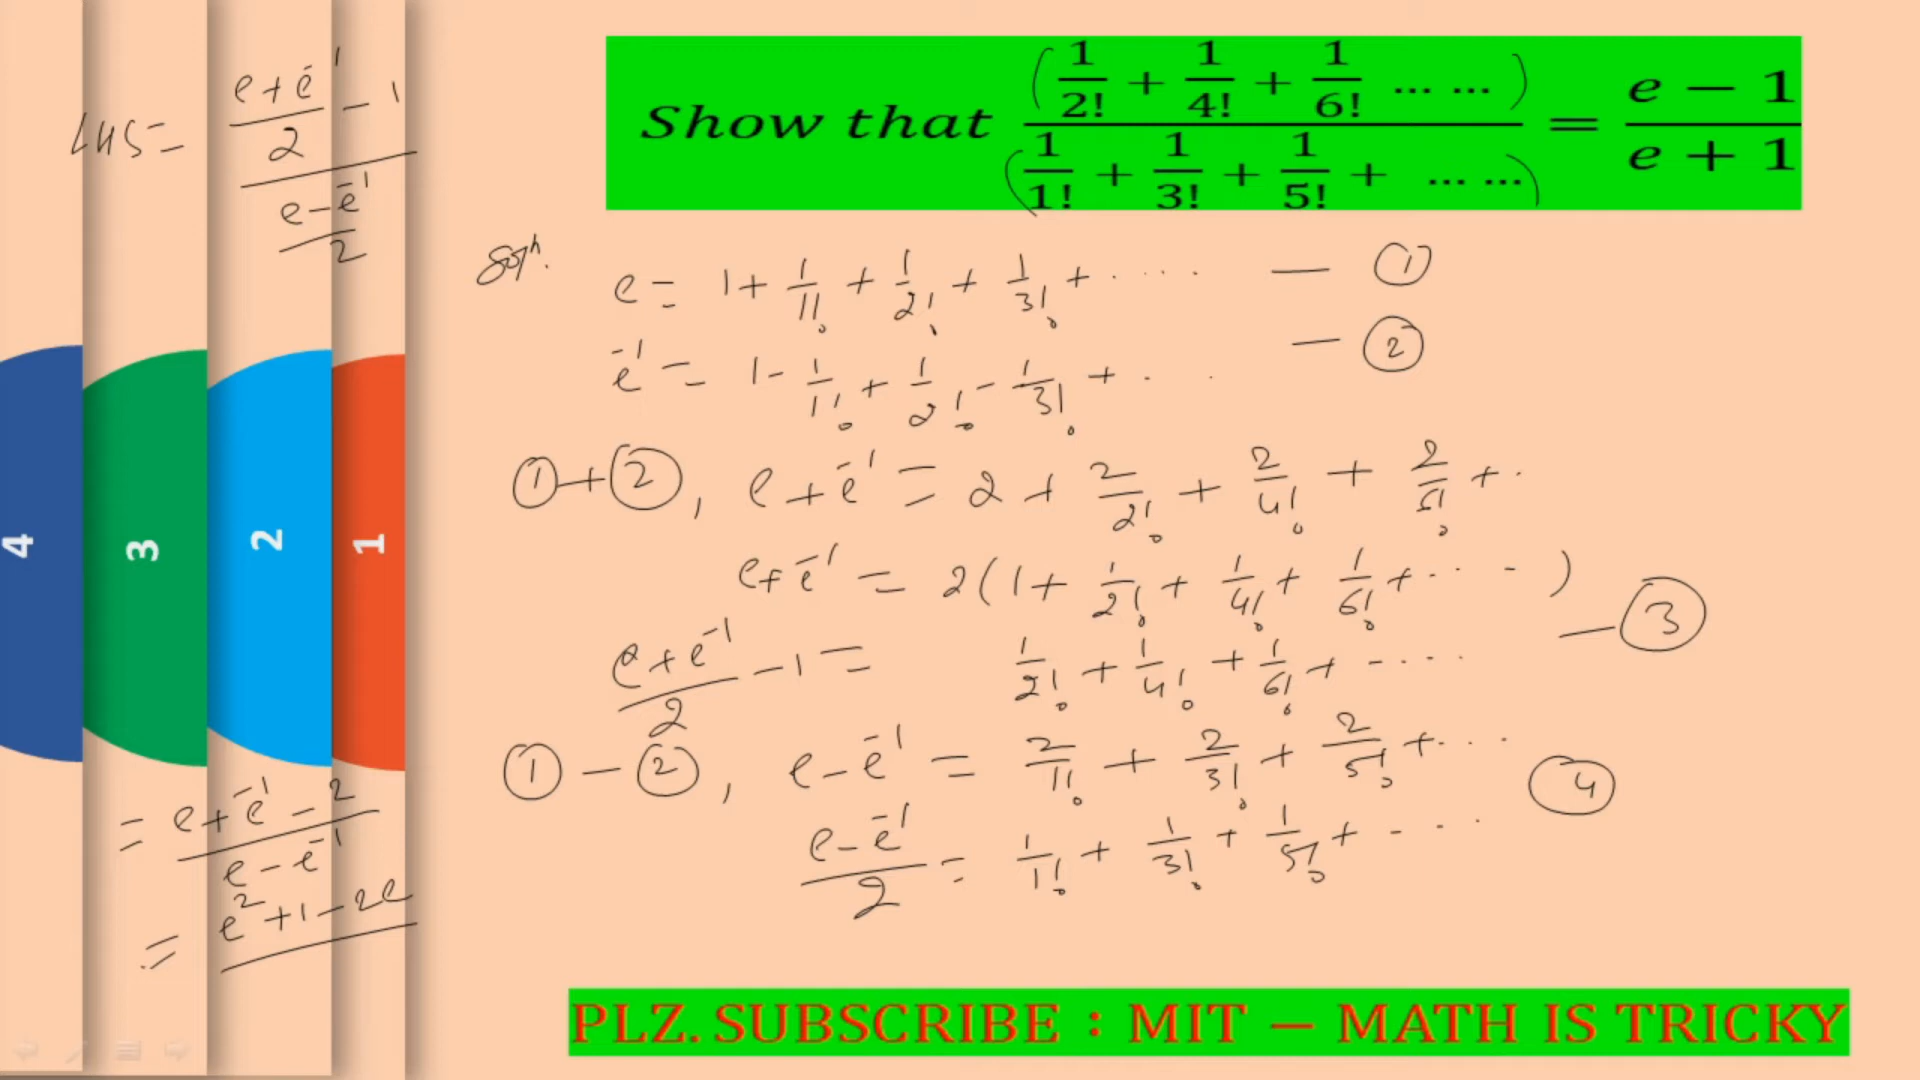 Show that (1/2! + 1/4! + 1/6! ... ...) / (1/1! + 1/3! + 1/5! + ... ...) = (e − 1)/(e + 1)
Soln.
e = 1 + 1/1! + 1/2! + 1/3! + ..... — ①
e⁻¹ = 1 - 1/1! + 1/2! - 1/3! + .. — ②
① + ②, e + e⁻¹ = 2 + 2/2! + 2/4! + 2/6! + .
e + e⁻¹ = 2(1 + 1/2! + 1/4! + 1/6! + ....) — ③
(e + e⁻¹)/2 - 1 = 1/2! + 1/4! + 1/6! + ....
① - ②, e - e⁻¹ = 2/1! + 2/3! + 2/5! + ... ④
(e - e⁻¹)/2 = 1/1! + 1/3! + 1/5! + ....
LHS = ((e + e⁻¹)/2 - 1) / ((e - e⁻¹)/2)
= (e + e⁻¹ - 2)/(e - e⁻¹)
= e² + 1 - 2e
4
3
2
1
PLZ. SUBSCRIBE : MIT − MATH IS TRICKY